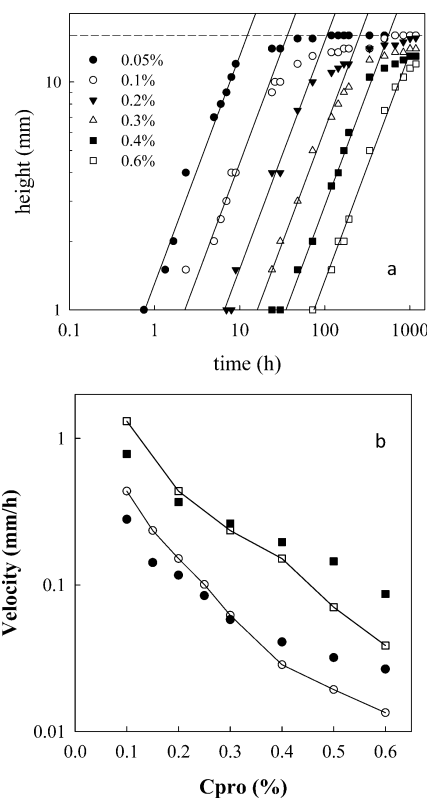 10
1
height (mm)
0.05%
0.1%
0.2%
0.3%
0.4%
0.6%
a
0.1 1 10 100 1000
time (h)
b
1
0.1
0.01
Velocity (mm/h)
0.0 0.1 0.2 0.3 0.4 0.5 0.6
Cpro (%)